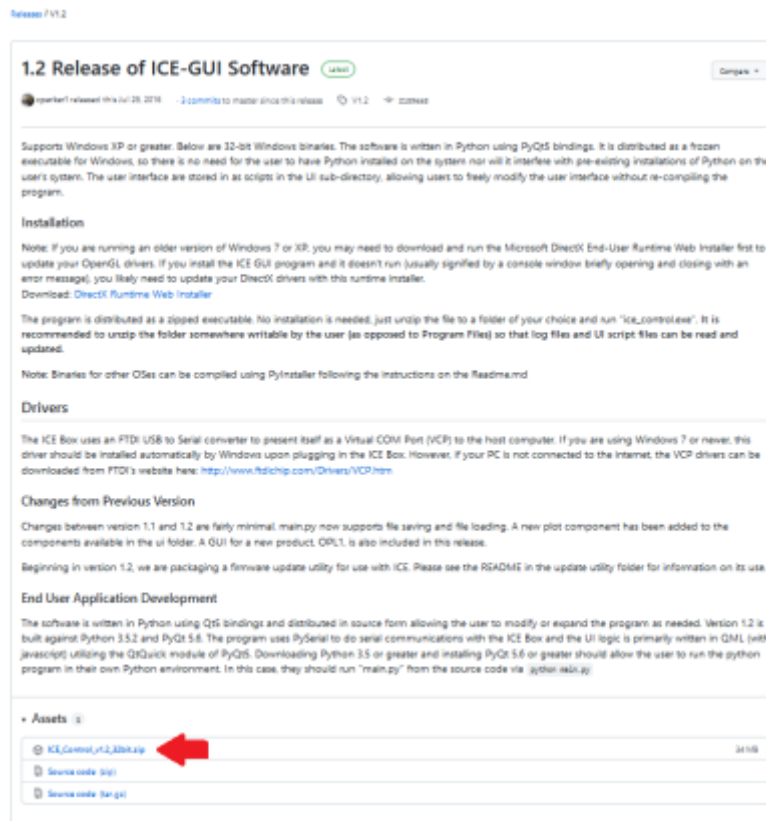 Releases / V1.2
1.2 Release of ICE-GUI Software Latest
Compare
released this Jul 29, 2016 · 3 commits to master since this release V1.2
Supports Windows XP or greater. Below are 32-bit Windows binaries. The software is written in Python using PyQt5 bindings. It is distributed as a frozen
executable for Windows, so there is no need for the user to have Python installed on the system nor will it interfere with pre-existing installations of Python on the
user's system. The user interface are stored in as scripts in the UI sub-directory, allowing users to freely modify the user interface without re-compiling the
program.
Installation
Note: If you are running an older version of Windows 7 or XP, you may need to download and run the Microsoft DirectX End-User Runtime Web Installer first to
update your OpenGL drivers. If you install the ICE GUI program and it doesn't run (usually signified by a console window briefly opening and closing with an
error message), you likely need to update your DirectX drivers with this runtime installer.
Download: DirectX Runtime Web Installer
The program is distributed as a zipped executable. No installation is needed, just unzip the file to a folder of your choice and run "ice_control.exe". It is
recommended to unzip the folder somewhere writable by the user (as opposed to Program Files) so that log files and UI script files can be read and
updated.
Note: Binaries for other OSes can be compiled using PyInstaller following the instructions on the Readme.md
Drivers
The ICE Box uses an FTDI USB to Serial converter to present itself as a Virtual COM Port (VCP) to the host computer. If you are using Windows 7 or newer, this
driver should be installed automatically by Windows upon plugging in the ICE Box. However, if your PC is not connected to the internet, the VCP drivers can be
downloaded from FTDI's website here: http://www.ftdichip.com/Drivers/VCP.htm
Changes from Previous Version
Changes between version 1.1 and 1.2 are fairly minimal. main.py now supports file saving and file loading. A new plot component has been added to the
components available in the ui folder. A GUI for a new product, OPL1, is also included in this release.
Beginning in version 1.2, we are packaging a firmware update utility for use with ICE. Please see the README in the update utility folder for information on its use.
End User Application Development
The software is written in Python using Qt5 bindings and distributed in source form allowing the user to modify or expand the program as needed. Version 1.2 is
built against Python 3.5.2 and PyQt 5.6. The program uses PySerial to do serial communications with the ICE Box and the UI logic is primarily written in QML (with
javascript) utilizing the QtQuick module of PyQt5. Downloading Python 3.5 or greater and installing PyQt 5.6 or greater should allow the user to run the python
program in their own Python environment. In this case, they should run "main.py" from the source code via python main.py
Assets 3
ICE_Control_v1.2_32bit.zip
Source code (zip)
Source code (tar.gz)